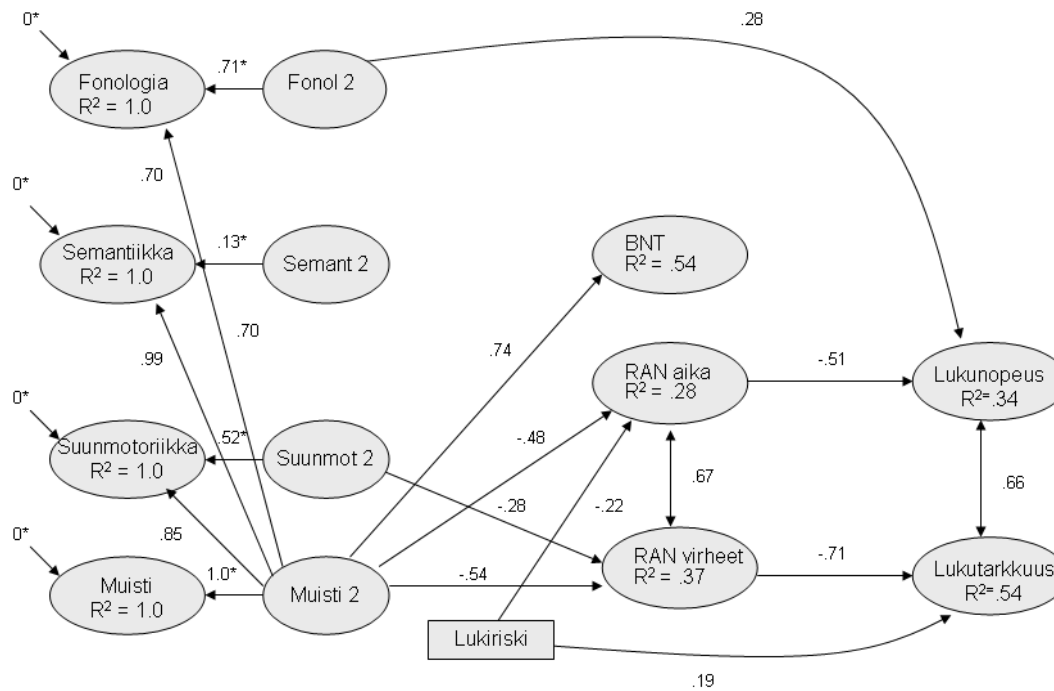 0*
.28
.71*
Fonologia
R² = 1.0
Fonol 2
.70
0*
Semantiikka
R² = 1.0
.13*
Semant 2
BNT
R² = .54
.70
.99
.74
RAN aika
R² = .28
-.51
Lukunopeus
R²=.34
0*
Suunmotoriikka
R² = 1.0
.52*
Suunmot 2
-.48
-.28
-.22
.67
.66
.85
0*
Muisti
R² = 1.0
1.0*
Muisti 2
-.54
RAN virheet
R² = .37
-.71
Lukutarkkuus
R²=.54
Lukiriski
.19